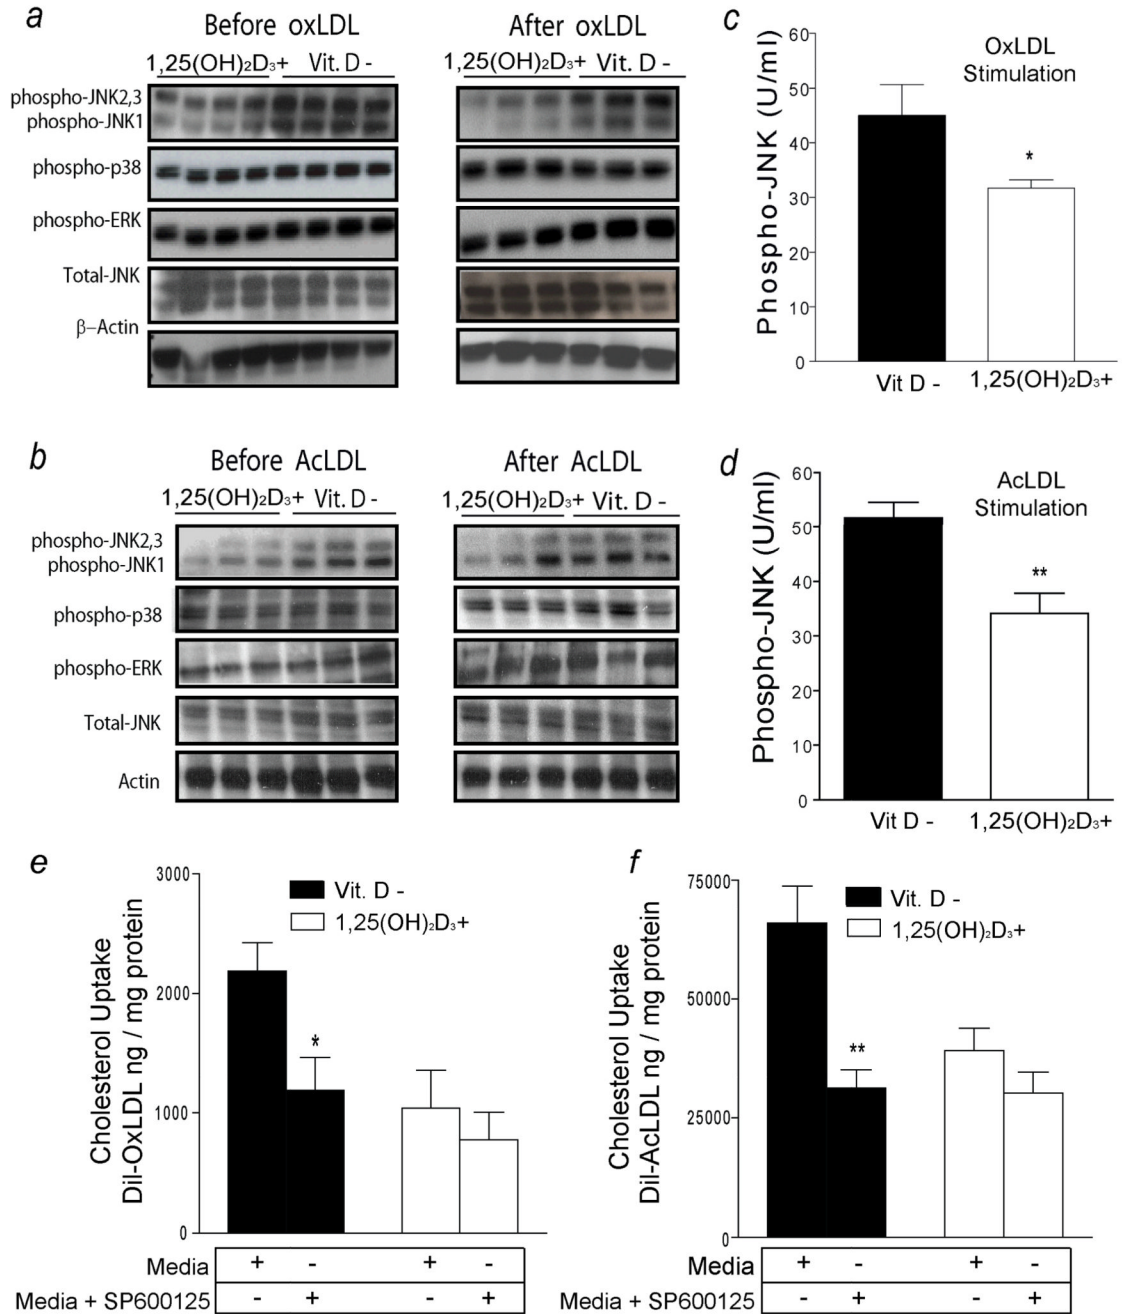 a
Before oxLDL
After oxLDL
1,25(OH)₂D₃+ Vit. D -
1,25(OH)₂D₃+ Vit. D -
phospho-JNK2,3
phospho-JNK1
phospho-p38
phospho-ERK
Total-JNK
β–Actin
c
60
50
40
30
20
10
0
Phospho-JNK (U/ml)
OxLDL
Stimulation
*
Vit D -
1,25(OH)₂D₃+
b
Before AcLDL
After AcLDL
1,25(OH)₂D₃+ Vit. D -
1,25(OH)₂D₃+ Vit. D -
phospho-JNK2,3
phospho-JNK1
phospho-p38
phospho-ERK
Total-JNK
Actin
d
60
50
40
30
20
10
0
Phospho-JNK (U/ml)
AcLDL
Stimulation
**
Vit D -
1,25(OH)₂D₃+
e
3000
2000
1000
0
Cholesterol Uptake
Dil-OxLDL ng / mg protein
Vit. D -
1,25(OH)₂D₃+
*
Media + - + -
Media + SP600125 - + - +
f
75000
50000
25000
0
Cholesterol Uptake
Dil-AcLDL ng / mg protein
Vit. D -
1,25(OH)₂D₃+
**
Media + - + -
Media + SP600125 - + - +